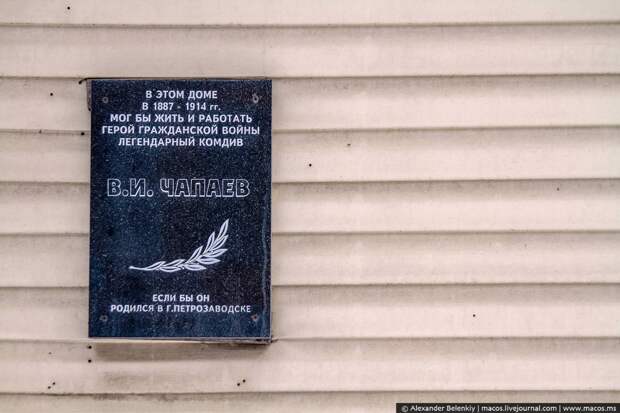 В ЭТОМ ДОМЕ
В 1887 - 1914 гг.
МОГ БЫ ЖИТЬ И РАБОТАТЬ
ГЕРОЙ ГРАЖДАНСКОЙ ВОЙНЫ
ЛЕГЕНДАРНЫЙ КОМДИВ
В.И. ЧАПАЕВ
ЕСЛИ БЫ ОН
РОДИЛСЯ В Г.ПЕТРОЗАВОДСКЕ
© Alexander Belenkiy | macos.livejournal.com | www.macos.ms